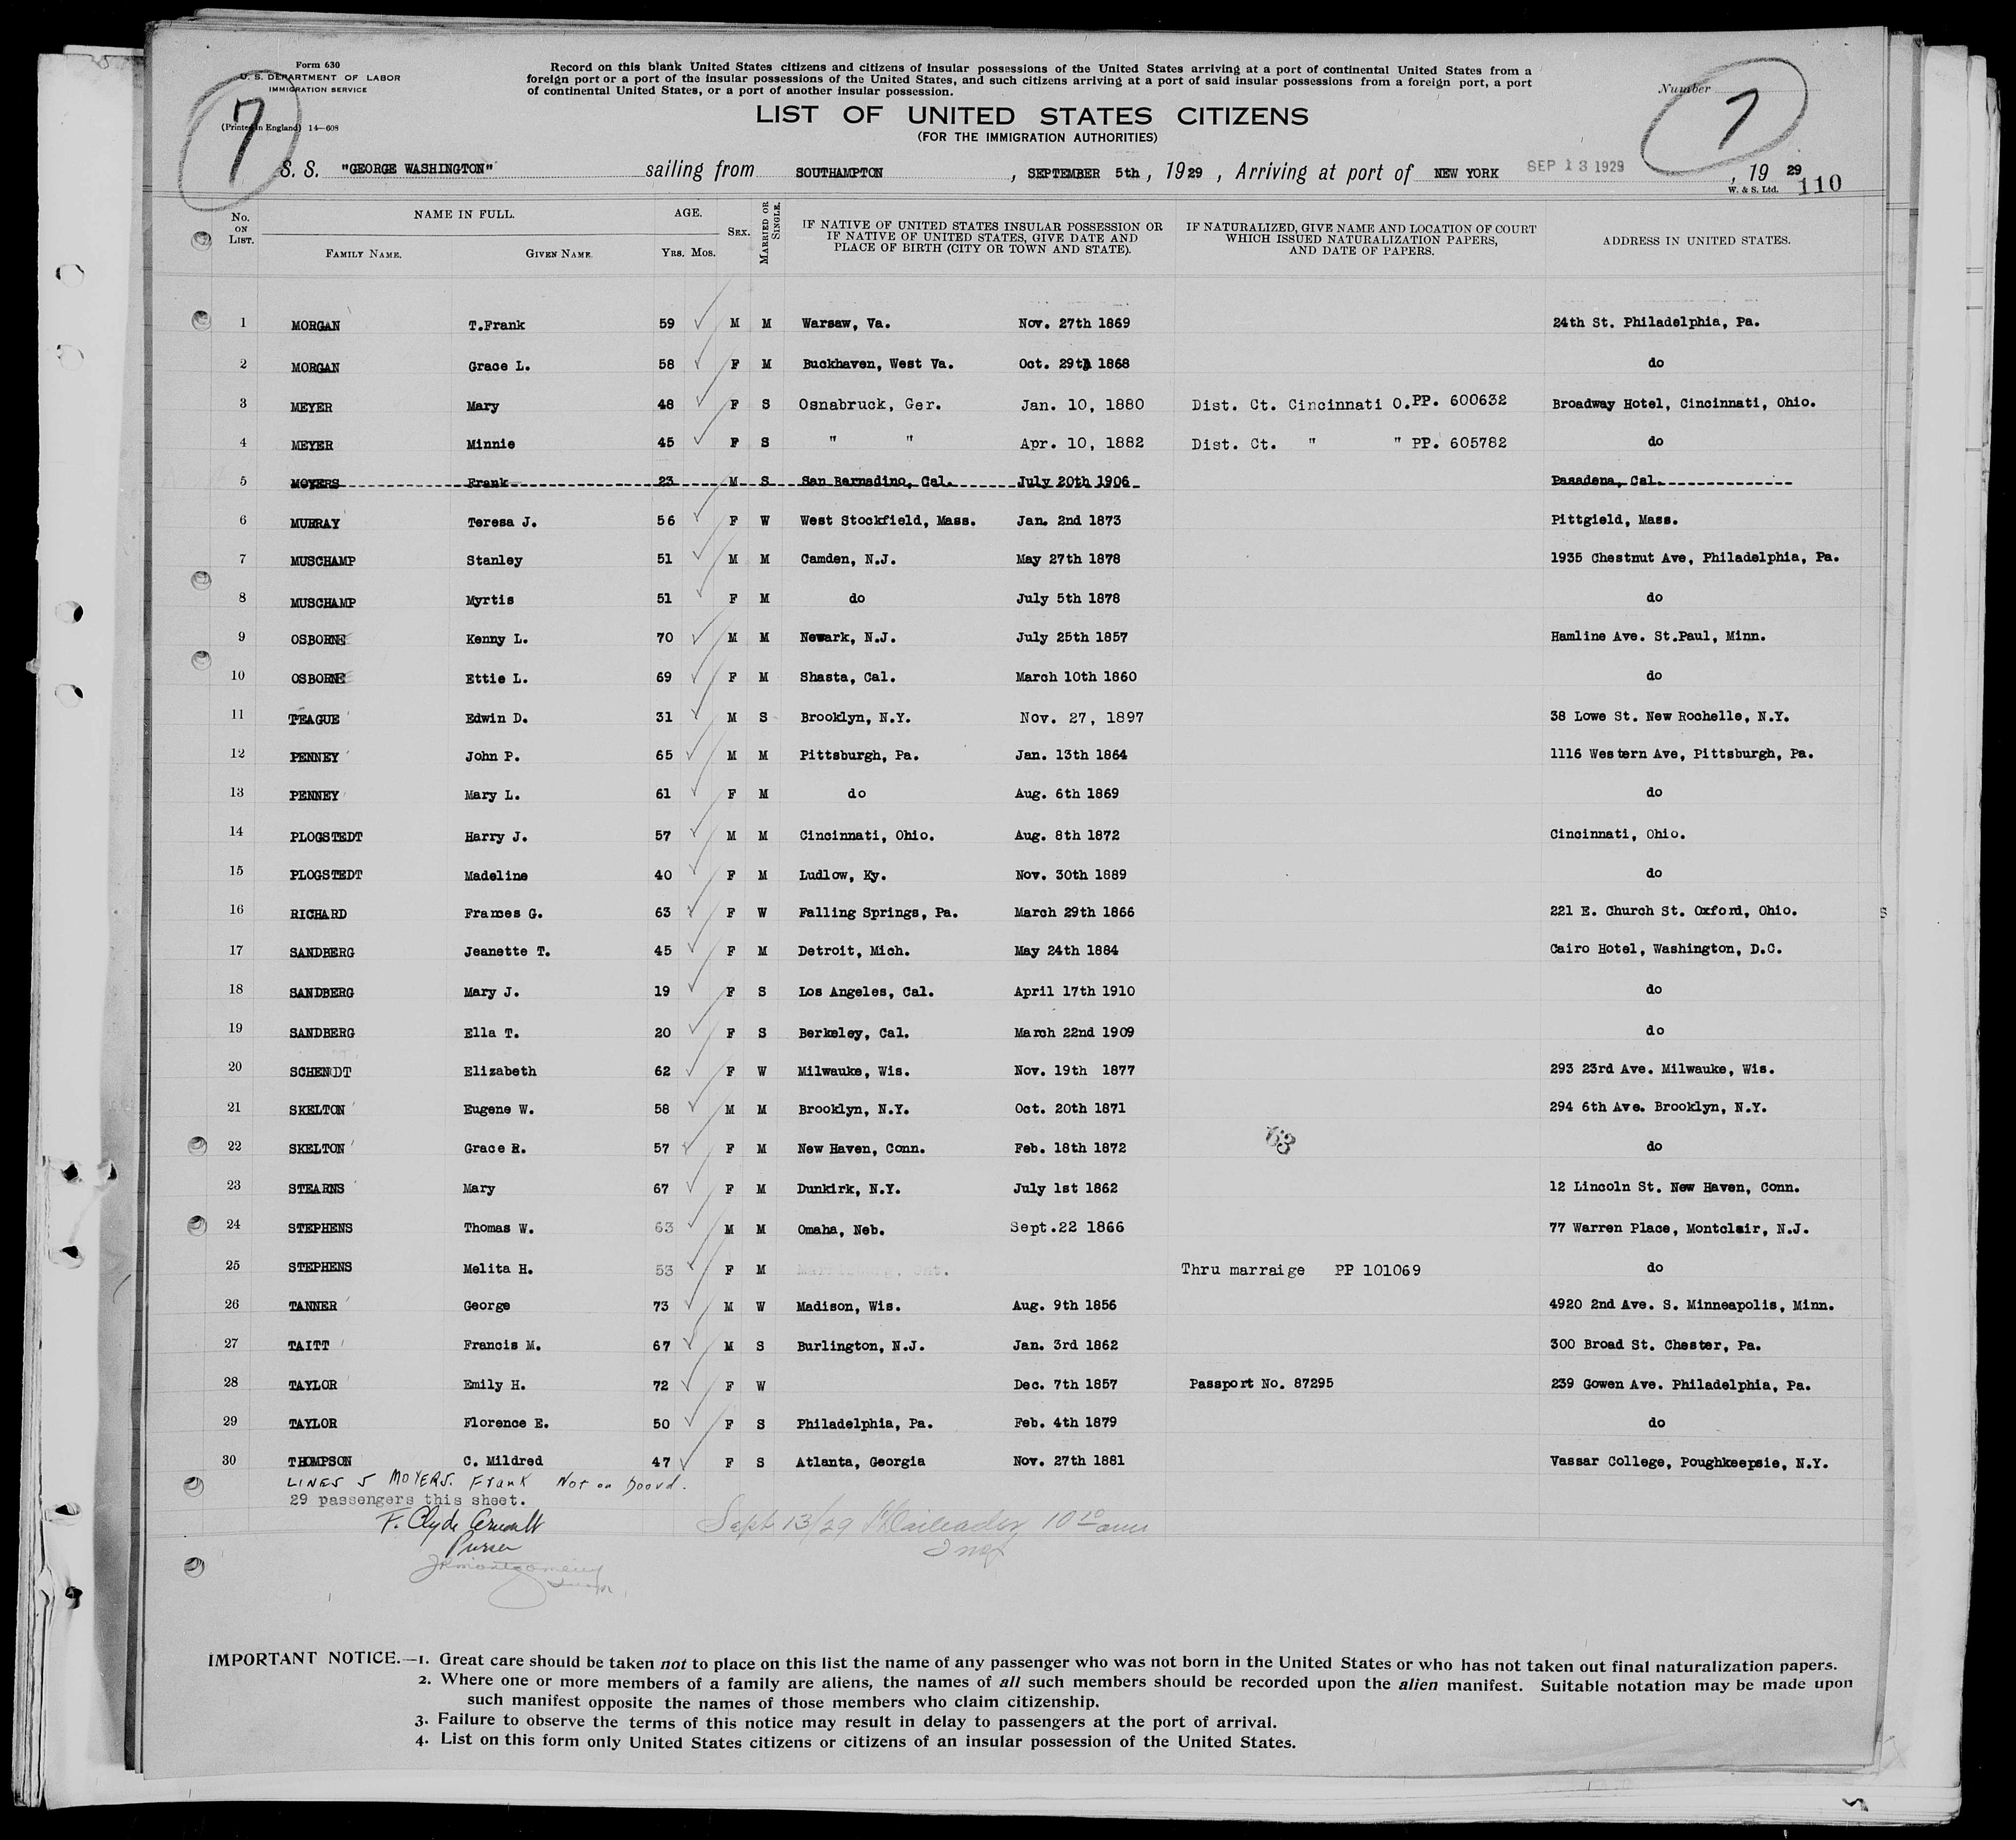 Form 630
U. S. DEPARTMENT OF LABOR
IMMIGRATION SERVICE
(Printed in England) 14—608
7
Record on this blank United States citizens and citizens of insular possessions of the United States arriving at a port of continental United States from a
foreign port or a port of the insular possessions of the United States, and such citizens arriving at a port of said insular possessions from a foreign port, a port
of continental United States, or a port of another insular possession.
Number
7
LIST OF UNITED STATES CITIZENS
(FOR THE IMMIGRATION AUTHORITIES)
S. S. "GEORGE WASHINGTON" sailing from SOUTHAMPTON, SEPTEMBER 5th, 1929, Arriving at port of NEW YORK SEP 13 1929, 1929
W. & S. Ltd. 110
No. ON LIST. NAME IN FULL. FAMILY NAME. GIVEN NAME. AGE. YRS. MOS. SEX. MARRIED OR SINGLE. IF NATIVE OF UNITED STATES INSULAR POSSESSION OR IF NATIVE OF UNITED STATES, GIVE DATE AND PLACE OF BIRTH (CITY OR TOWN AND STATE). IF NATURALIZED, GIVE NAME AND LOCATION OF COURT WHICH ISSUED NATURALIZATION PAPERS, AND DATE OF PAPERS. ADDRESS IN UNITED STATES.
1 MORGAN T.Frank 59 M M Warsaw, Va. Nov. 27th 1869 24th St. Philadelphia, Pa.
2 MORGAN Grace L. 58 F M Buckhaven, West Va. Oct. 29th 1868 do
3 MEYER Mary 48 F S Osnabruck, Ger. Jan. 10, 1880 Dist. Ct. Cincinnati O.PP. 600632 Broadway Hotel, Cincinnati, Ohio.
4 MEYER Minnie 45 F S " " Apr. 10, 1882 Dist. Ct. " " PP. 605782 do
5 MOYERS Frank 23 M S San Barnadino, Cal. July 20th 1906 Pasadena, Cal.
6 MURRAY Teresa J. 56 F W West Stockfield, Mass. Jan. 2nd 1873 Pittgield, Mass.
7 MUSCHAMP Stanley 51 M M Camden, N.J. May 27th 1878 1935 Chestnut Ave, Philadelphia, Pa.
8 MUSCHAMP Myrtis 51 F M do July 5th 1878 do
9 OSBORNE Kenny L. 70 M M Newark, N.J. July 25th 1857 Hamline Ave. St.Paul, Minn.
10 OSBORNE Ettie L. 69 F M Shasta, Cal. March 10th 1860 do
11 TEAGUE Edwin D. 31 M S Brooklyn, N.Y. Nov. 27, 1897 38 Lowe St. New Rochelle, N.Y.
12 PENNEY John P. 65 M M Pittsburgh, Pa. Jan. 13th 1864 1116 Western Ave, Pittsburgh, Pa.
13 PENNEY Mary L. 61 F M do Aug. 6th 1869 do
14 PLOGSTEDT Harry J. 57 M M Cincinnati, Ohio. Aug. 8th 1872 Cincinnati, Ohio.
15 PLOGSTEDT Madeline 40 F M Ludlow, Ky. Nov. 30th 1889 do
16 RICHARD Frances G. 63 F W Falling Springs, Pa. March 29th 1866 221 E. Church St. Oxford, Ohio.
17 SANDBERG Jeanette T. 45 F M Detroit, Mich. May 24th 1884 Cairo Hotel, Washington, D.C.
18 SANDBERG Mary J. 19 F S Los Angeles, Cal. April 17th 1910 do
19 SANDBERG Ella T. 20 F S Berkeley, Cal. March 22nd 1909 do
20 SCHENDT Elizabeth 62 F W Milwauke, Wis. Nov. 19th 1877 293 23rd Ave. Milwauke, Wis.
21 SKELTON Eugene W. 58 M M Brooklyn, N.Y. Oct. 20th 1871 294 6th Ave. Brooklyn, N.Y.
22 SKELTON Grace R. 57 F M New Haven, Conn. Feb. 18th 1872 63 do
23 STEARNS Mary 67 F M Dunkirk, N.Y. July 1st 1862 12 Lincoln St. New Haven, Conn.
24 STEPHENS Thomas W. 63 M M Omaha, Neb. Sept.22 1866 77 Warren Place, Montclair, N.J.
25 STEPHENS Melita H. 53 F M Thru marraige PP 101069 do
26 TANNER George 73 M W Madison, Wis. Aug. 9th 1856 4920 2nd Ave. S. Minneapolis, Minn.
27 TAITT Francis M. 67 M S Burlington, N.J. Jan. 3rd 1862 300 Broad St. Chester, Pa.
28 TAYLOR Emily H. 72 F W Dec. 7th 1857 Passport No. 87295 239 Gowen Ave. Philadelphia, Pa.
29 TAYLOR Florence E. 50 F S Philadelphia, Pa. Feb. 4th 1879 do
30 THOMPSON C. Mildred 47 F S Atlanta, Georgia Nov. 27th 1881 Vassar College, Poughkeepsie, N.Y.
LINES 5 MOYERS. Frank Not on board.
29 passengers this sheet.
F. Clyde
Purser
Sept 13/29 10 10 am
Insp
IMPORTANT NOTICE.—1. Great care should be taken not to place on this list the name of any passenger who was not born in the United States or who has not taken out final naturalization papers.
2. Where one or more members of a family are aliens, the names of all such members should be recorded upon the alien manifest. Suitable notation may be made upon
such manifest opposite the names of those members who claim citizenship.
3. Failure to observe the terms of this notice may result in delay to passengers at the port of arrival.
4. List on this form only United States citizens or citizens of an insular possession of the United States.